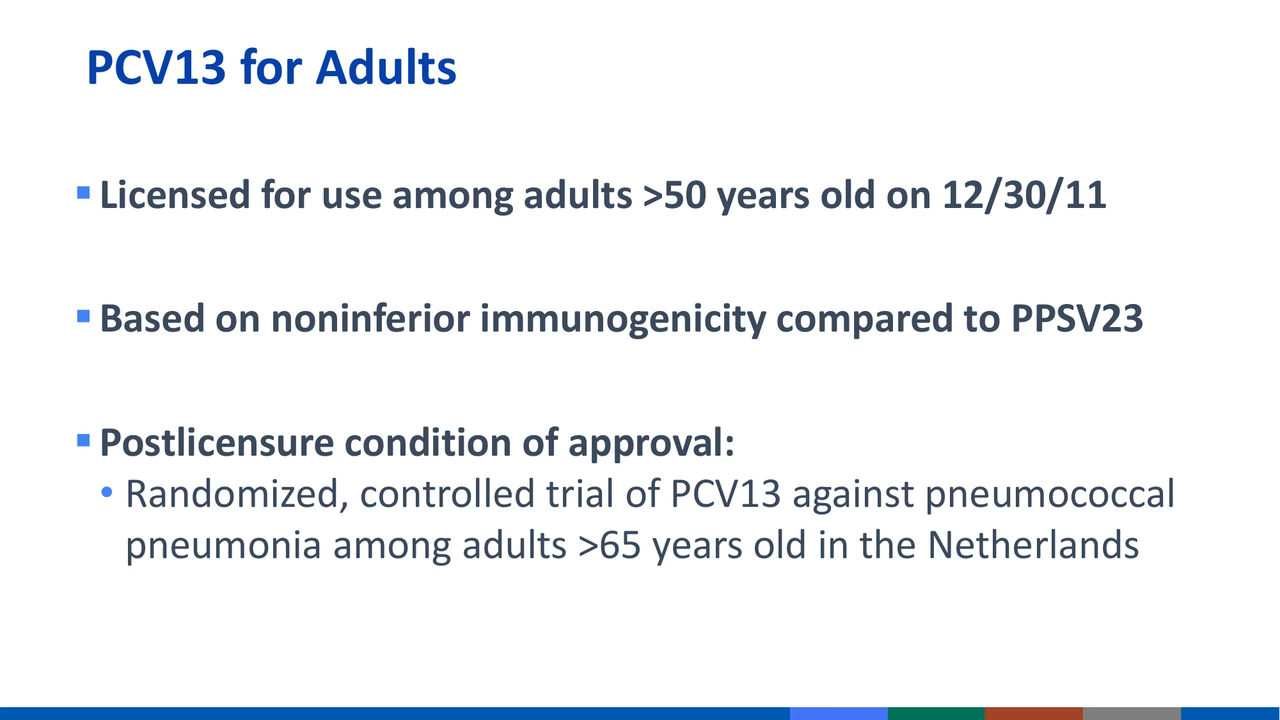 PCV13 for Adults
Licensed for use among adults >50 years old on 12/30/11
Based on noninferior immunogenicity compared to PPSV23
Postlicensure condition of approval:
Randomized, controlled trial of PCV13 against pneumococcal
pneumonia among adults >65 years old in the Netherlands